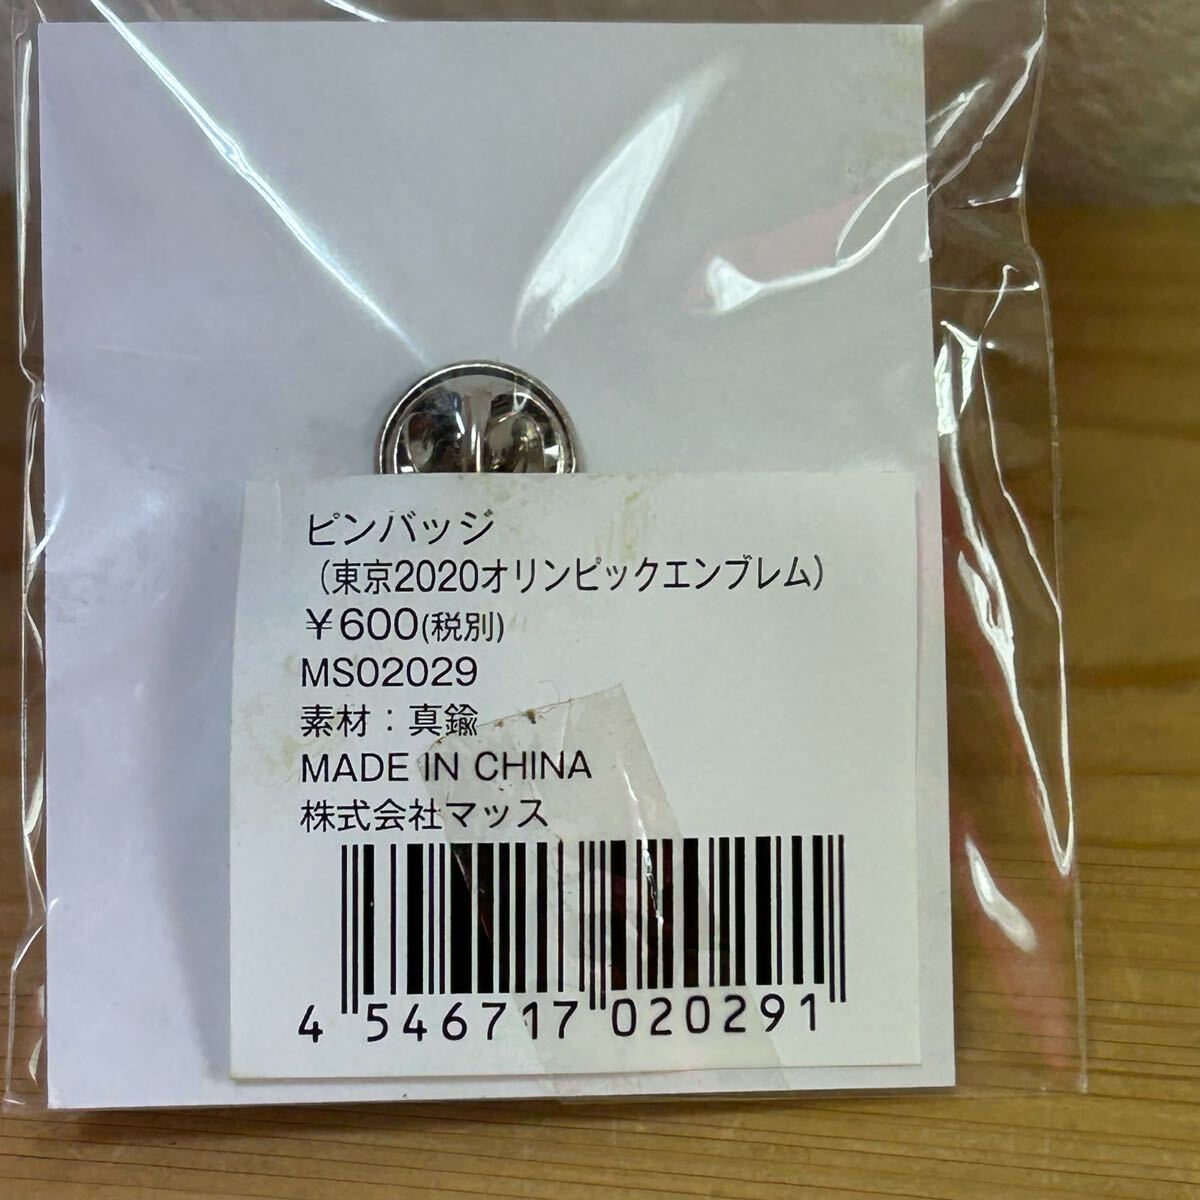 ピンバッジ
（東京2020オリンピックエンブレム）
￥600(税別)
MS02029
素材：真鍮
MADE IN CHINA
株式会社マッス
4 546717 020291